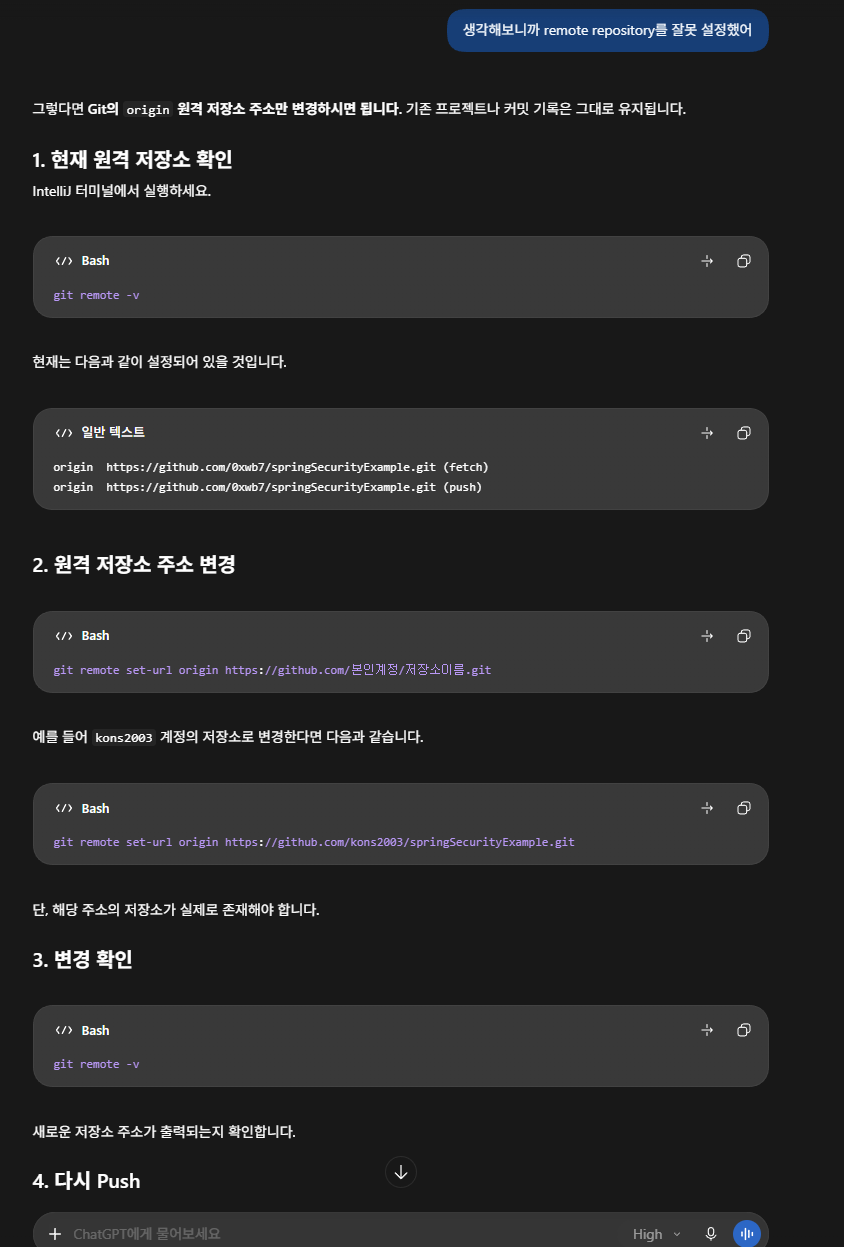 생각해보니까 remote repository를 잘못 설정했어
그렇다면 Git의 origin 원격 저장소 주소만 변경하시면 됩니다. 기존 프로젝트나 커밋 기록은 그대로 유지됩니다.
1. 현재 원격 저장소 확인
IntelliJ 터미널에서 실행하세요.
Bash
git remote -v
현재는 다음과 같이 설정되어 있을 것입니다.
일반 텍스트
origin  https://github.com/0xwb7/springSecurityExample.git (fetch)
origin  https://github.com/0xwb7/springSecurityExample.git (push)
2. 원격 저장소 주소 변경
Bash
git remote set-url origin https://github.com/본인계정/저장소이름.git
예를 들어 kons2003 계정의 저장소로 변경한다면 다음과 같습니다.
Bash
git remote set-url origin https://github.com/kons2003/springSecurityExample.git
단, 해당 주소의 저장소가 실제로 존재해야 합니다.
3. 변경 확인
Bash
git remote -v
새로운 저장소 주소가 출력되는지 확인합니다.
4. 다시 Push
ChatGPT에게 물어보세요 High